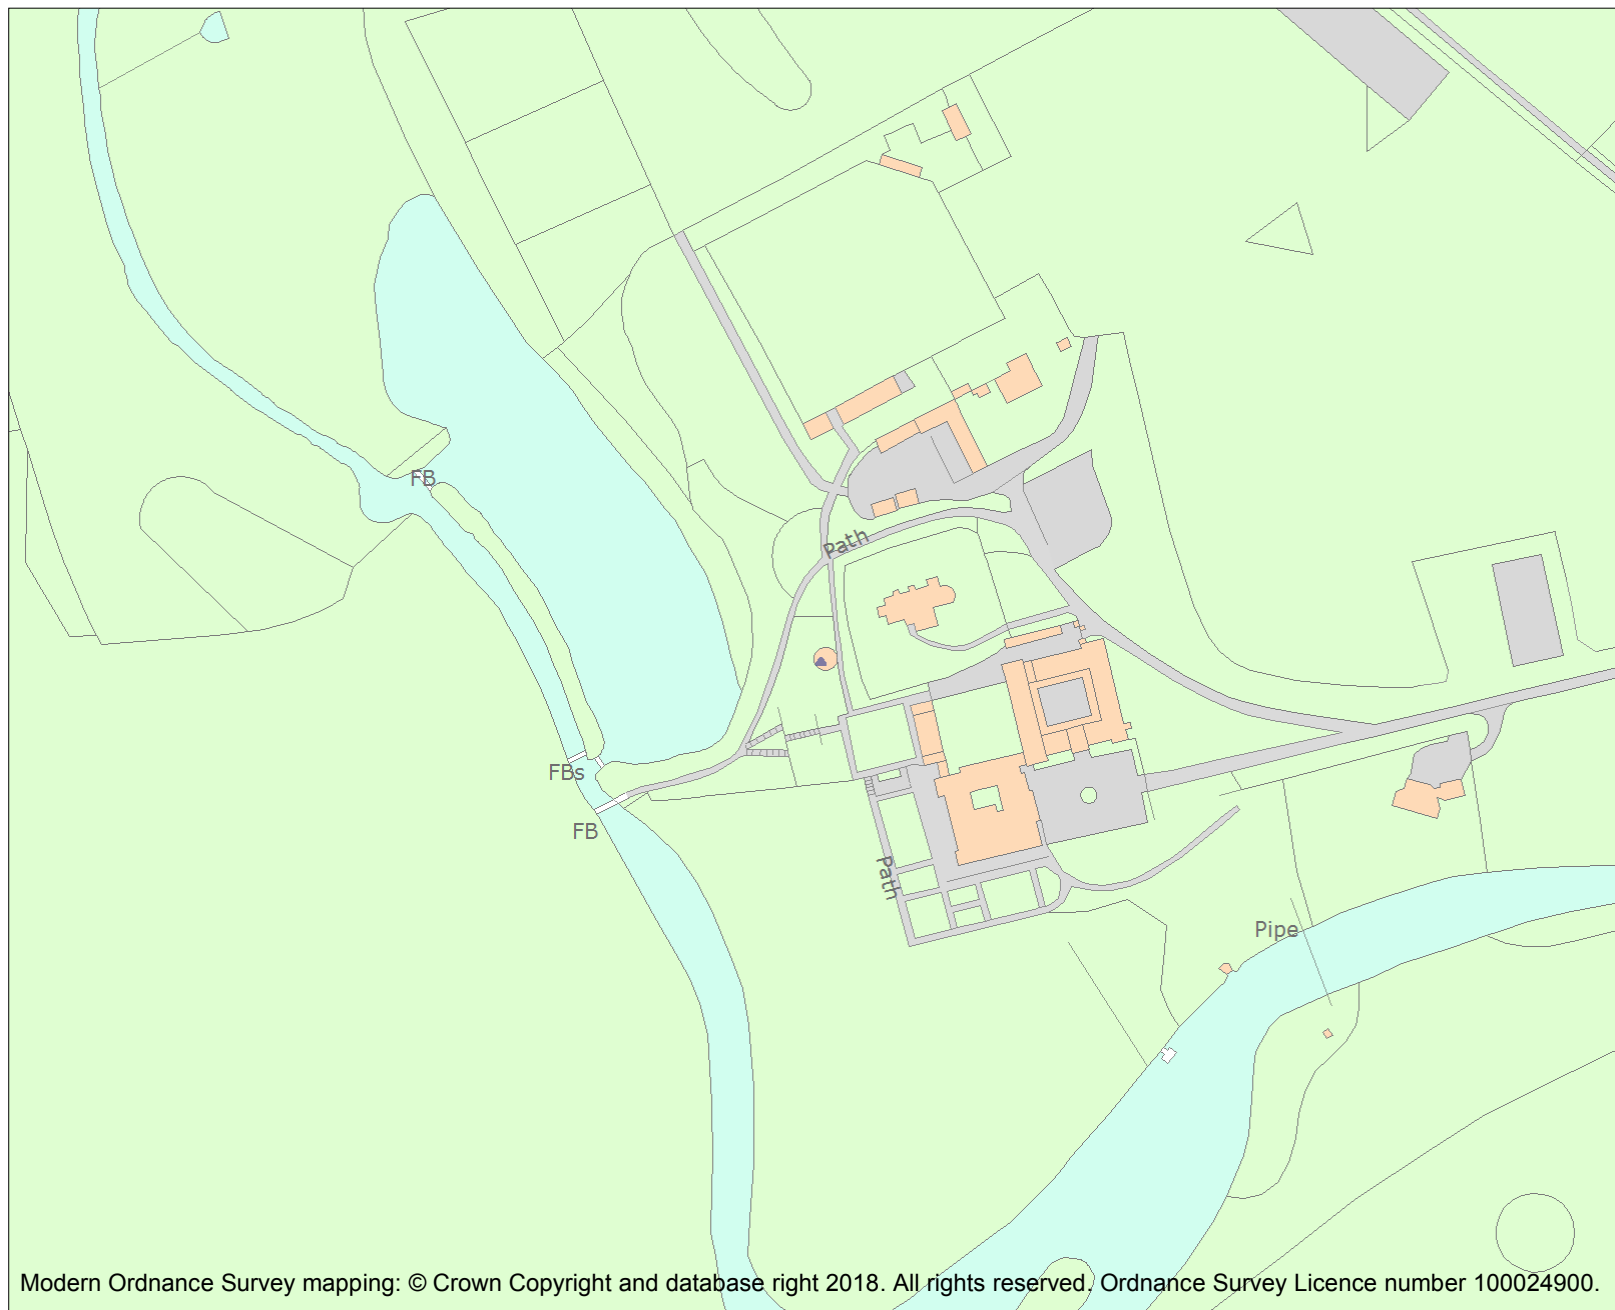 FB
Path
FBs
FB
Path
Pipe
Modern Ordnance Survey mapping: © Crown Copyright and database right 2018. All rights reserved. Ordnance Survey Licence number 100024900.